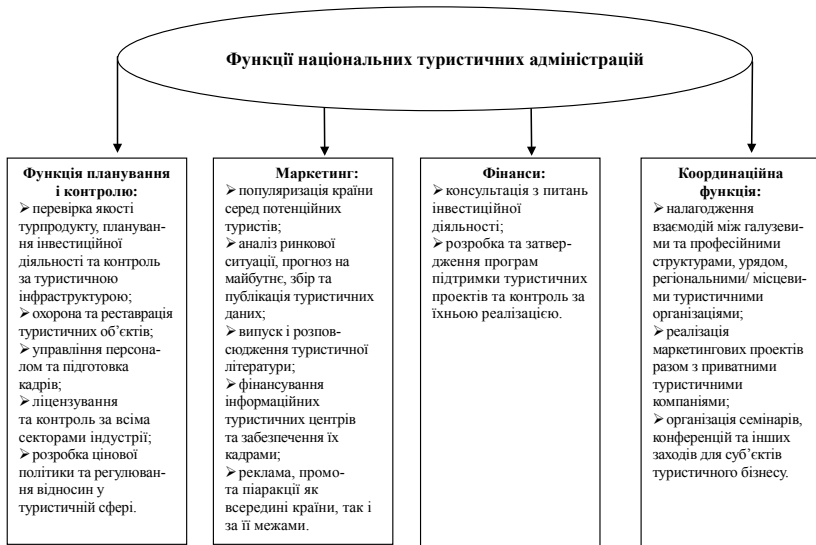 Функції національних туристичних адміністрацій
Функція планування
і контролю:
➢ перевірка якості
турпродукту, плануван-
ня інвестиційної
діяльності та контроль
за туристичною
інфраструктурою;
➢ охорона та реставрація
туристичних об’єктів;
➢ управління персона-
лом та підготовка
кадрів;
➢ ліцензування
та контроль за всіма
секторами індустрії;
➢ розробка цінової
політики та регулюван-
ня відносин у
туристичній сфері.
Маркетинг:
➢ популяризація країни
серед потенційних
туристів;
➢ аналіз ринкової
ситуації, прогноз на
майбутнє, збір та
публікація туристичних
даних;
➢ випуск і розпов-
сюдження туристичної
літератури;
➢ фінансування
інформаційних
туристичних центрів
та забезпечення їх
кадрами;
➢ реклама, промо-
та піаракції як
всередині країни, так і
за її межами.
Фінанси:
➢ консультація з питань
інвестиційної
діяльності;
➢ розробка та затвер-
дження програм
підтримки туристичних
проектів та контроль за
їхньою реалізацією.
Координаційна
функція:
➢ налагодження
взаємодій між галузеви-
ми та професійними
структурами, урядом,
регіональними/ місцеви-
ми туристичними
організаціями;
➢ реалізація
маркетингових проектів
разом з приватними
туристичними
компаніями;
➢ організація семінарів,
конференцій та інших
заходів для суб’єктів
туристичного бізнесу.